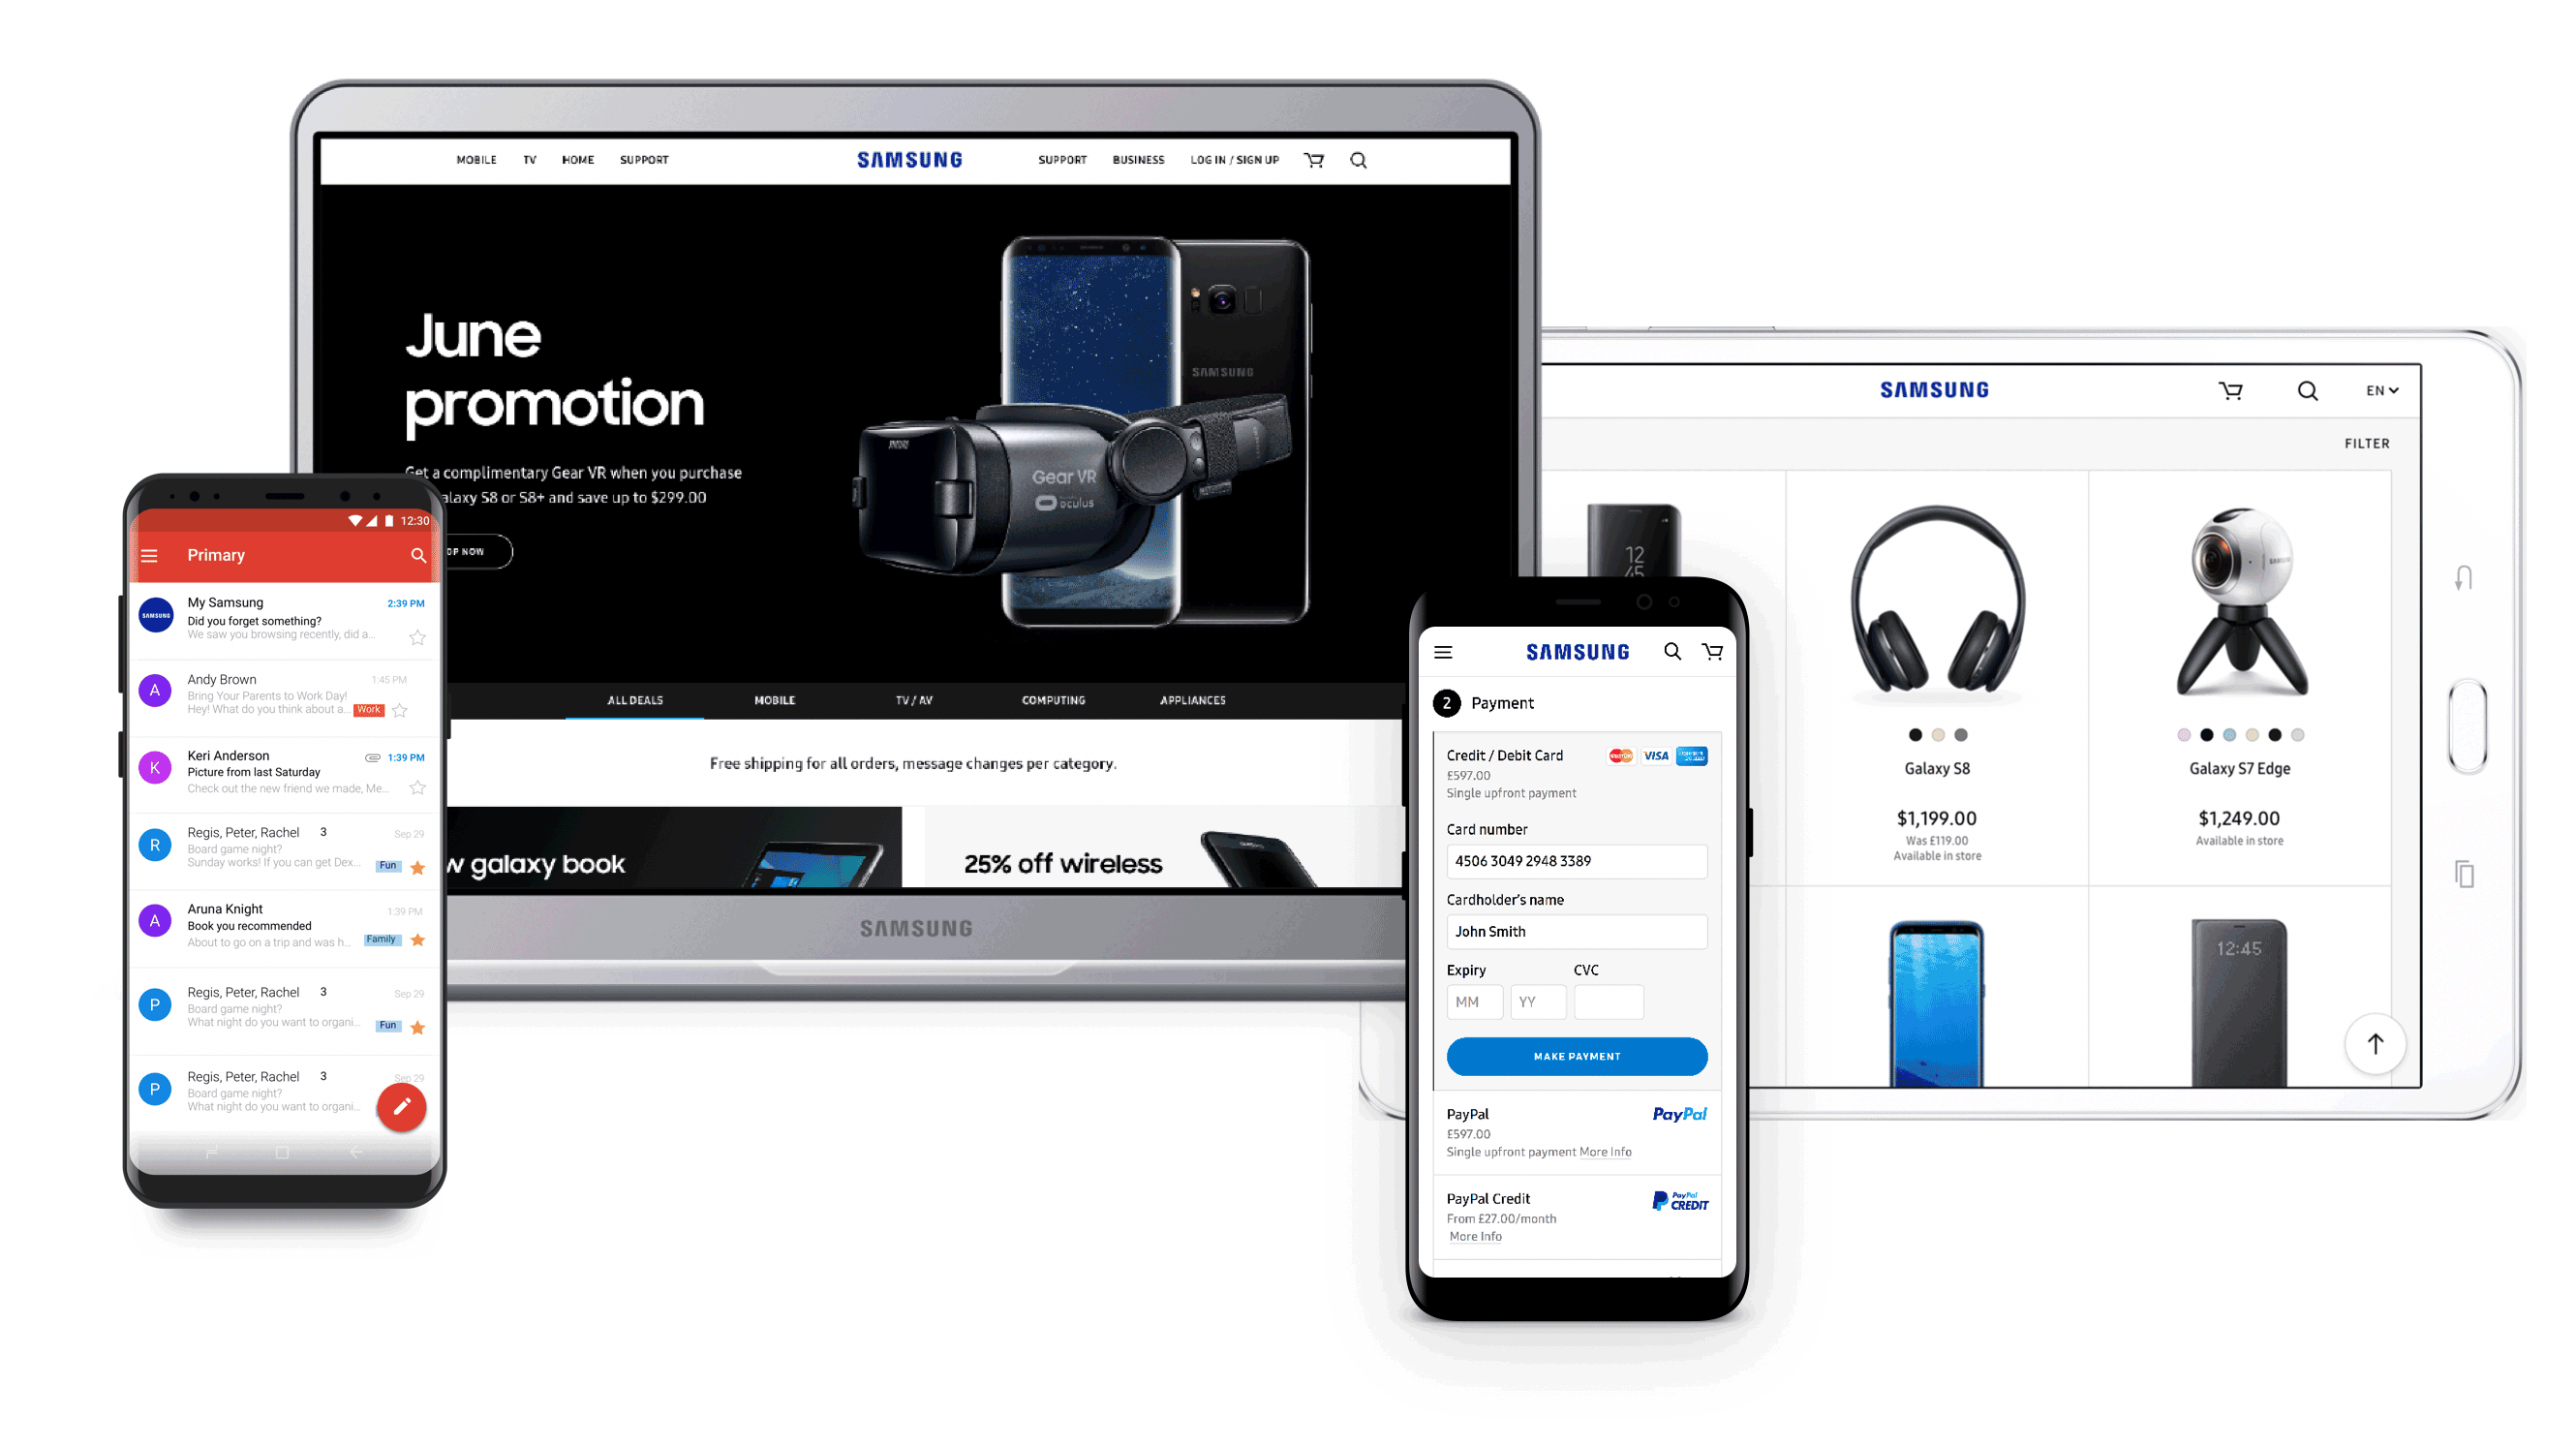 MOBILE TV HOME SUPPORT SAMSUNG SUPPORT BUSINESS LOG IN / SIGN UP
June
promotion
Get a complimentary Gear VR when you purchase
alaxy S8 or S8+ and save up to $299.00
OP NOW
SAMSUNG
Gear VR
oculus
ALL DEALS MOBILE TV / AV COMPUTING APPLIANCES
Free shipping for all orders, message changes per category.
w galaxy book
25% off wireless
SAMSUNG
12:30
Primary
SAMSUNG
My Samsung 2:39 PM
Did you forget something?
We saw you browsing recently, did a...
A
Andy Brown 1:45 PM
Bring Your Parents to Work Day!
Hey! What do you think about a... Work
K
Keri Anderson 1:39 PM
Picture from last Saturday
Check out the new friend we made, Me...
R
Regis, Peter, Rachel 3 Sep 29
Board game night?
Sunday works! If you can get Dex... Fun
A
Aruna Knight 1:39 PM
Book you recommended
About to go on a trip and was h... Family
P
Regis, Peter, Rachel 3 Sep 29
Board game night?
What night do you want to organi... Fun
P
Regis, Peter, Rachel 3 Sep 29
Board game night?
What night do you want to organi...
SAMSUNG
2 Payment
Credit / Debit Card VISA
£597.00
Single upfront payment
Card number
4506 3049 2948 3389
Cardholder's name
John Smith
Expiry CVC
MM YY
MAKE PAYMENT
PayPal PayPal
£597.00
Single upfront payment More Info
PayPal Credit PayPal CREDIT
From £27.00/month
More Info
SAMSUNG EN
FILTER
12
45
SAMSUNG
Galaxy S8
$1,199.00
Was £119.00
Available in store
Galaxy S7 Edge
$1,249.00
Available in store
12:45